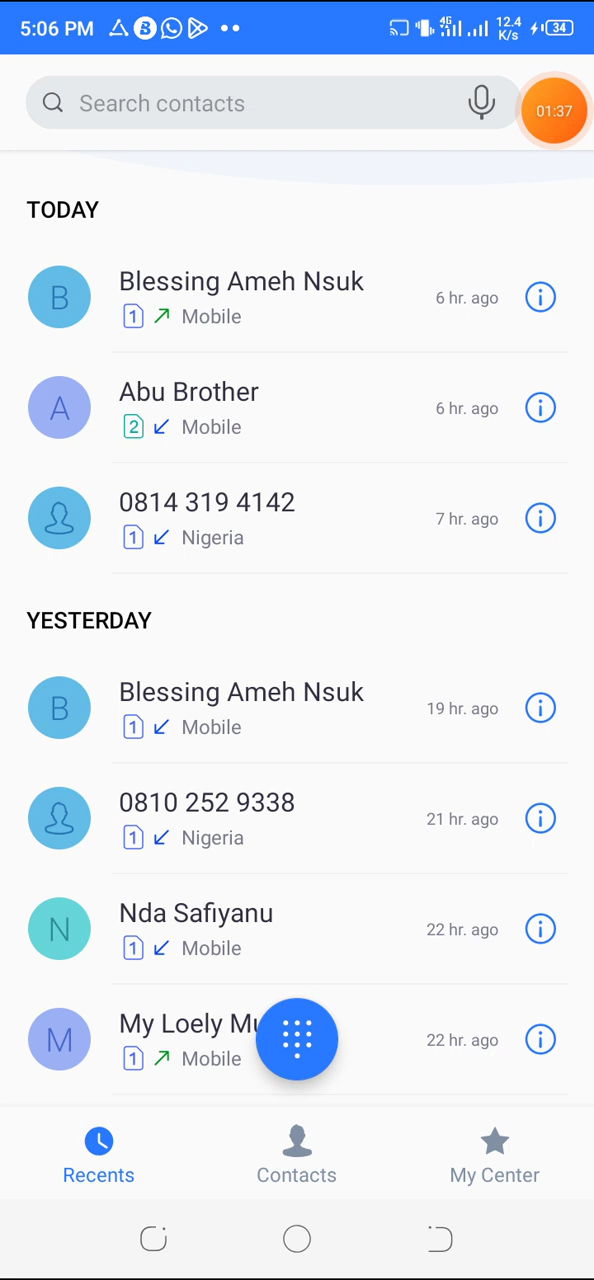 5:06 PM
B
4G
12.4
K/s
34
Search contacts
01:37
TODAY
B
Blessing Ameh Nsuk
6 hr. ago
1 Mobile
A
Abu Brother
6 hr. ago
2 Mobile
0814 319 4142
7 hr. ago
1 Nigeria
YESTERDAY
B
Blessing Ameh Nsuk
19 hr. ago
1 Mobile
0810 252 9338
21 hr. ago
1 Nigeria
N
Nda Safiyanu
22 hr. ago
1 Mobile
M
My Loely
22 hr. ago
1 Mobile
Recents
Contacts
My Center